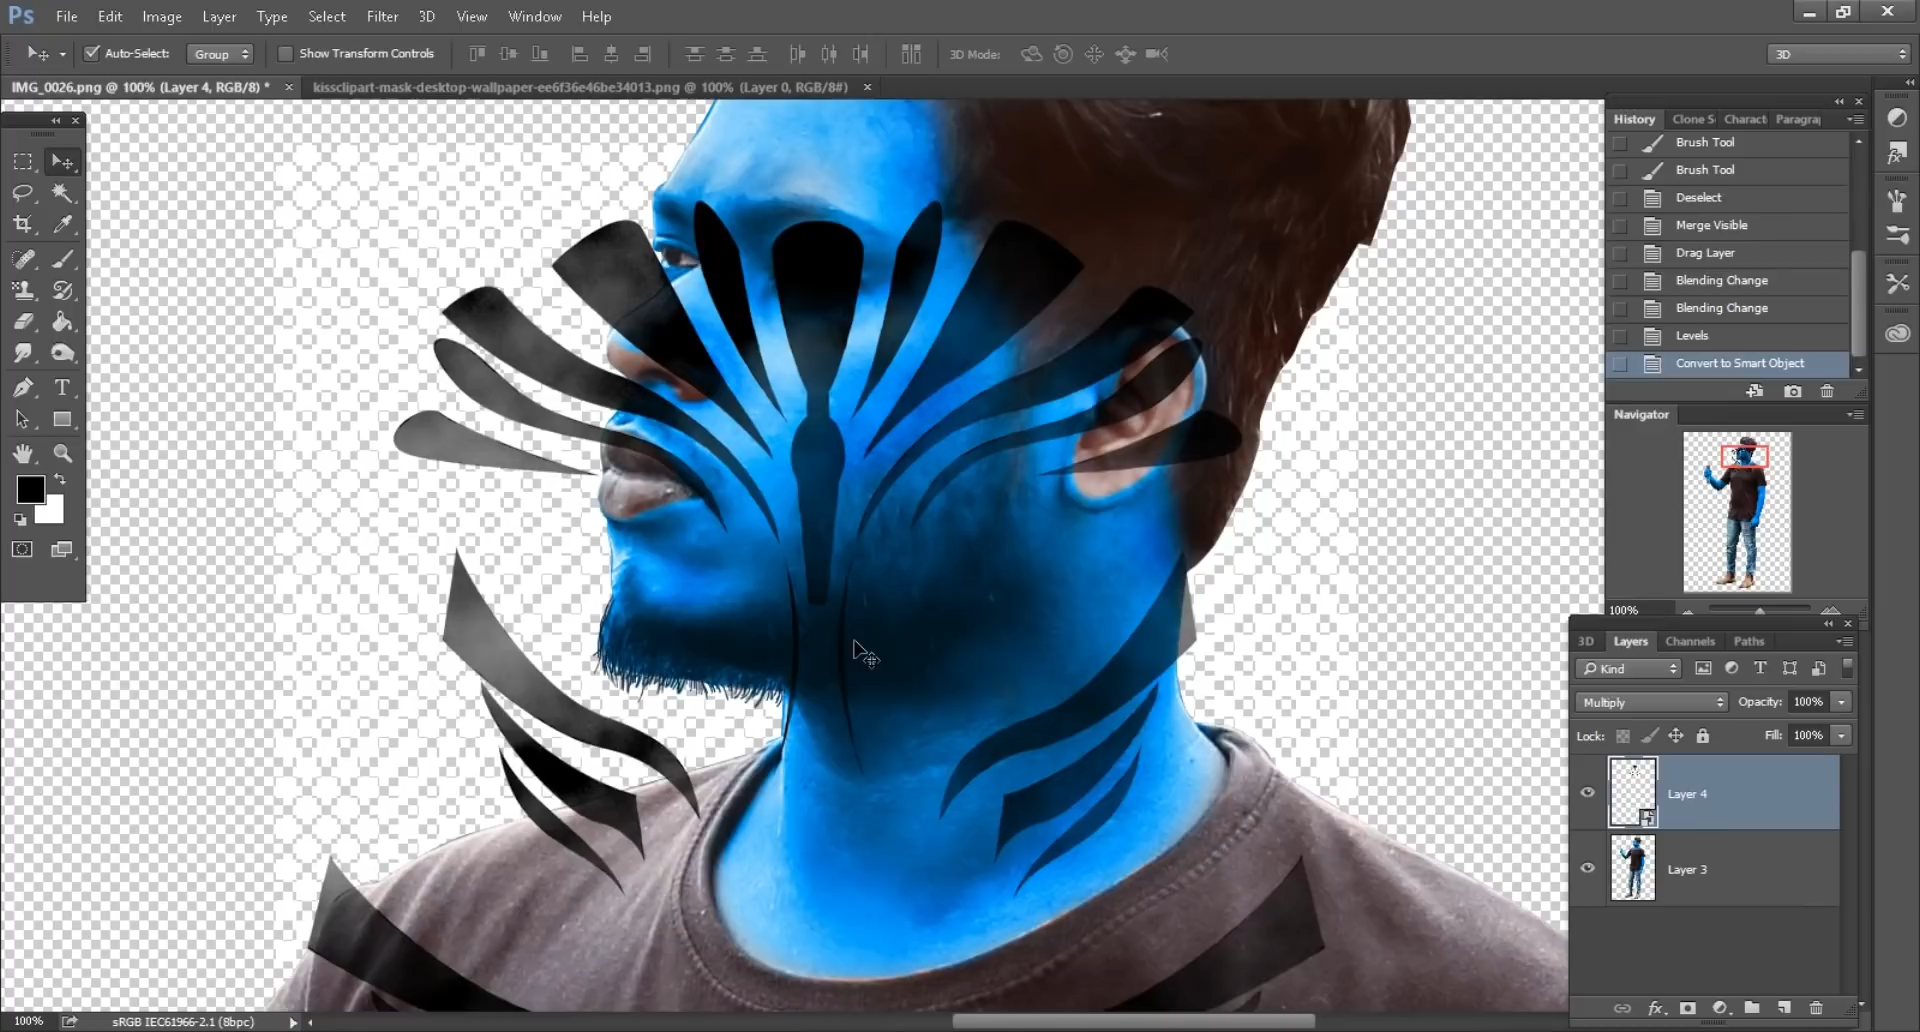 Ps File Edit Image Layer Type Select Filter 3D View Window Help
Auto-Select: Group Show Transform Controls 3D Mode: 3D
IMG_0026.png @ 100% (Layer 4, RGB/8) * × kissclipart-mask-desktop-wallpaper-ee6f36e46be34013.png @ 100% (Layer 0, RGB/8#) ×
History Clone S Charact Paragra
Brush Tool
Brush Tool
Deselect
Merge Visible
Drag Layer
Blending Change
Blending Change
Levels
Convert to Smart Object
Navigator
100%
3D Layers Channels Paths
Kind
Multiply Opacity: 100%
Lock: Fill: 100%
Layer 4
Layer 3
100% sRGB IEC61966-2.1 (8bpc)